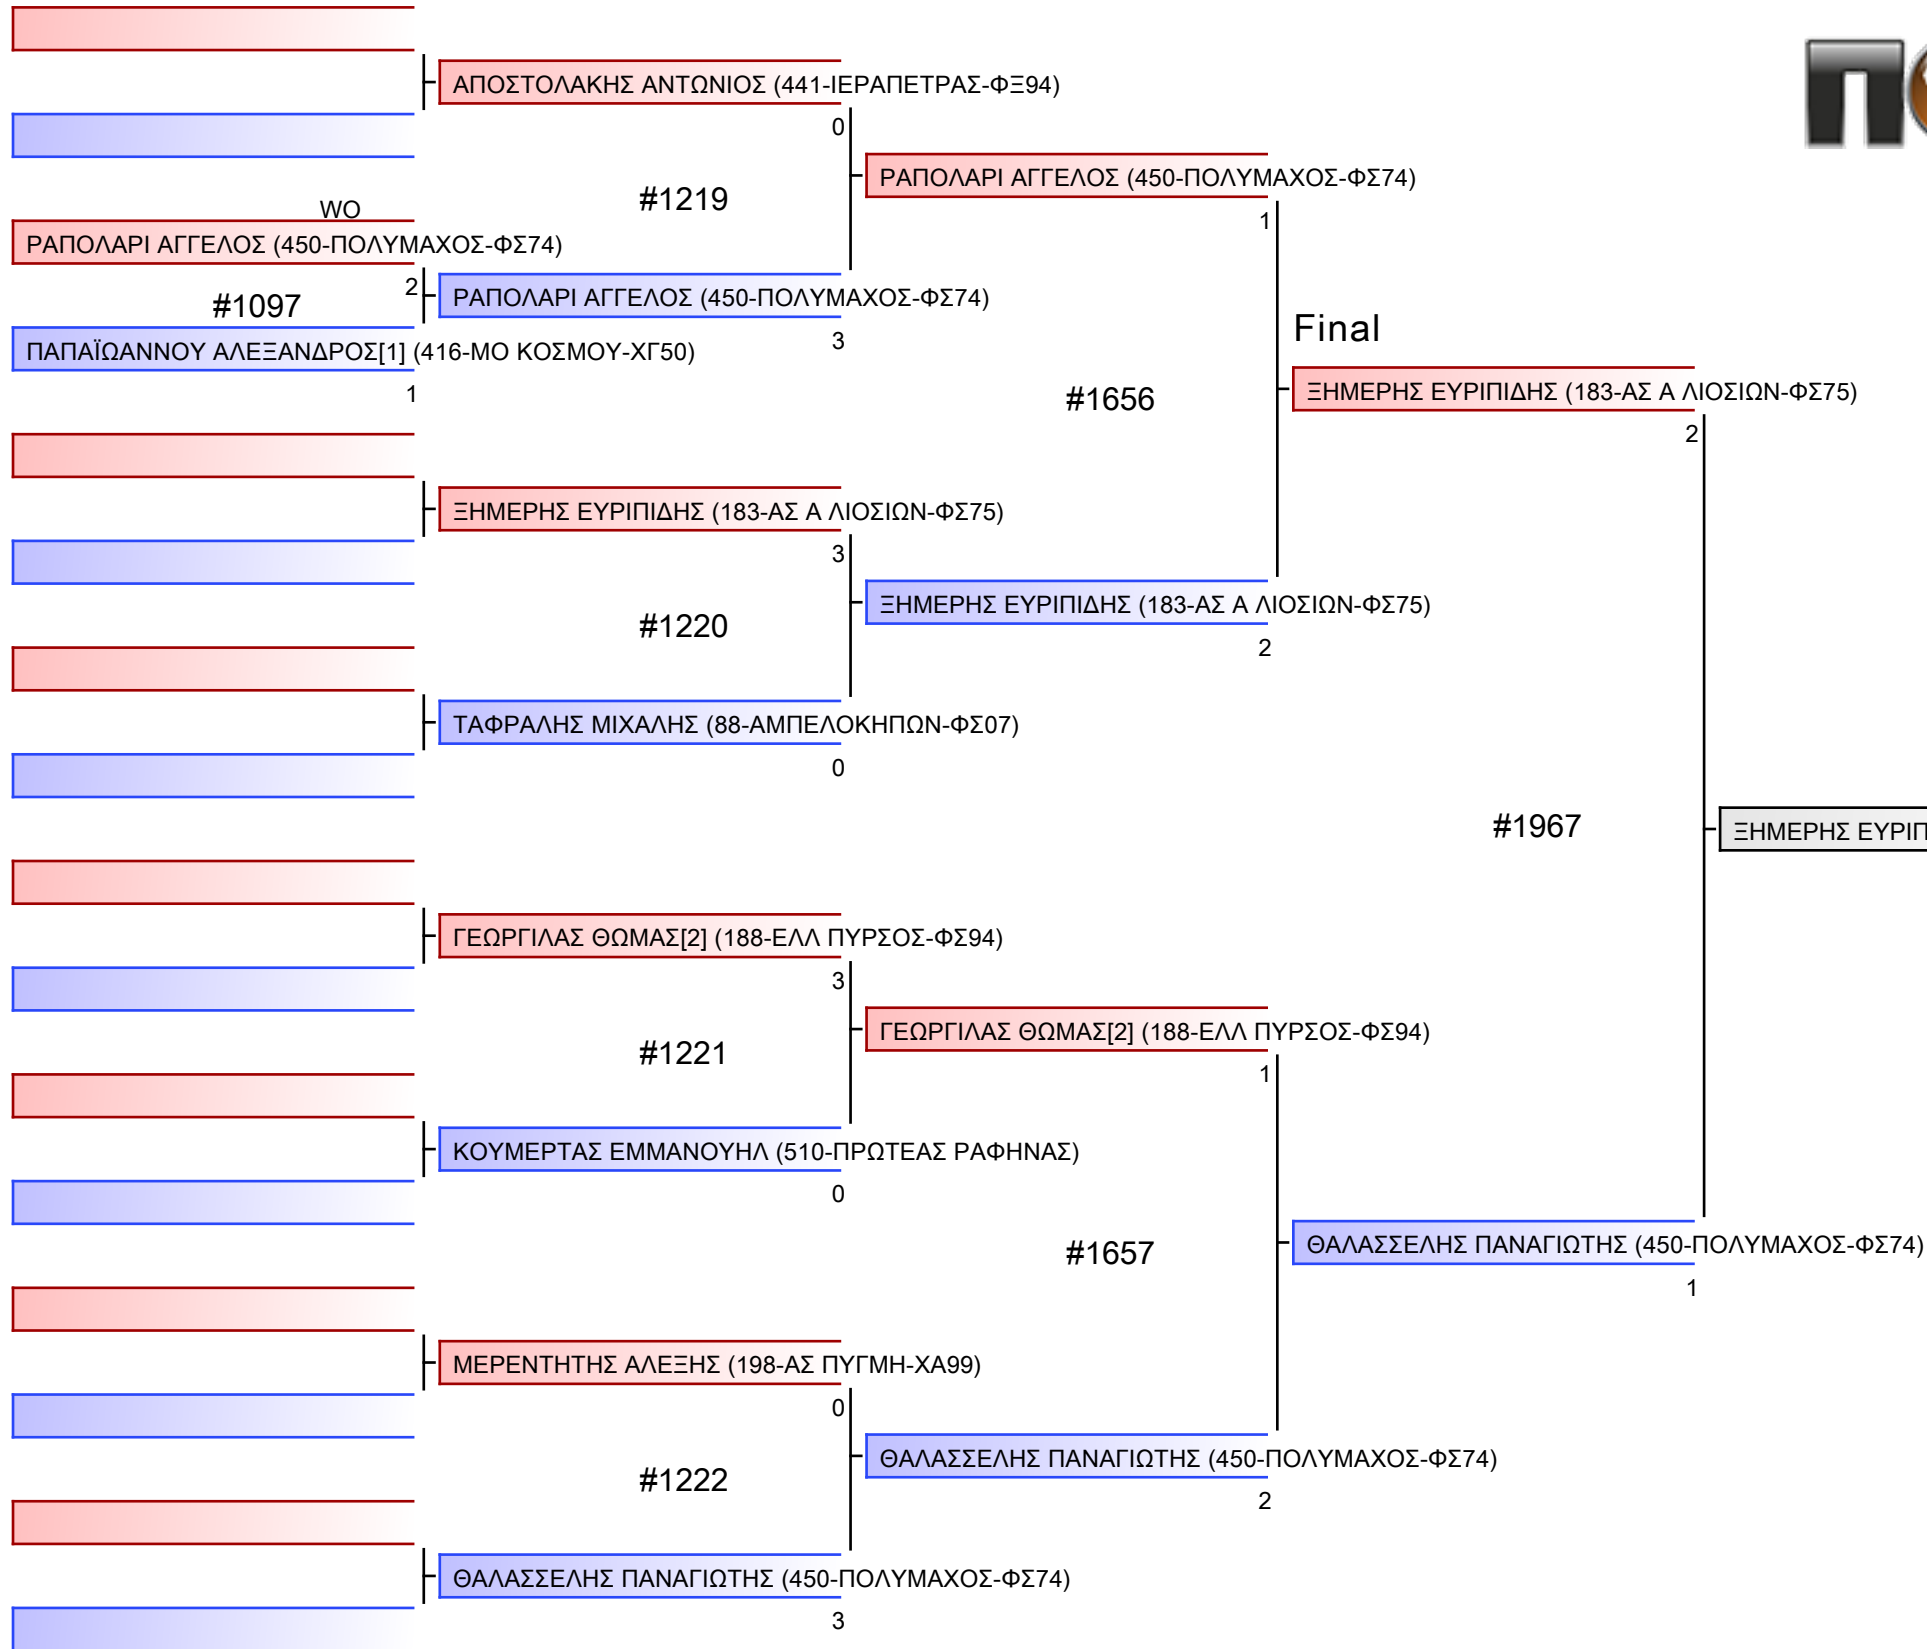 ΑΠΟΣΤΟΛΑΚΗΣ ΑΝΤΩΝΙΟΣ (441-ΙΕΡΑΠΕΤΡΑΣ-ΦΞ94)
0
#1219
ΡΑΠΟΛΑΡΙ ΑΓΓΕΛΟΣ (450-ΠΟΛΥΜΑΧΟΣ-ΦΣ74)
1
WO
ΡΑΠΟΛΑΡΙ ΑΓΓΕΛΟΣ (450-ΠΟΛΥΜΑΧΟΣ-ΦΣ74)
2
#1097
ΡΑΠΟΛΑΡΙ ΑΓΓΕΛΟΣ (450-ΠΟΛΥΜΑΧΟΣ-ΦΣ74)
3
ΠΑΠΑΪΩΑΝΝΟΥ ΑΛΕΞΑΝΔΡΟΣ[1] (416-ΜΟ ΚΟΣΜΟΥ-ΧΓ50)
1
Final
#1656
ΞΗΜΕΡΗΣ ΕΥΡΙΠΙΔΗΣ (183-ΑΣ Α ΛΙΟΣΙΩΝ-ΦΣ75)
2
ΞΗΜΕΡΗΣ ΕΥΡΙΠΙΔΗΣ (183-ΑΣ Α ΛΙΟΣΙΩΝ-ΦΣ75)
3
#1220
ΞΗΜΕΡΗΣ ΕΥΡΙΠΙΔΗΣ (183-ΑΣ Α ΛΙΟΣΙΩΝ-ΦΣ75)
2
ΤΑΦΡΑΛΗΣ ΜΙΧΑΛΗΣ (88-ΑΜΠΕΛΟΚΗΠΩΝ-ΦΣ07)
0
#1967
ΞΗΜΕΡΗΣ
ΓΕΩΡΓΙΛΑΣ ΘΩΜΑΣ[2] (188-ΕΛΛ ΠΥΡΣΟΣ-ΦΣ94)
3
#1221
ΓΕΩΡΓΙΛΑΣ ΘΩΜΑΣ[2] (188-ΕΛΛ ΠΥΡΣΟΣ-ΦΣ94)
1
ΚΟΥΜΕΡΤΑΣ ΕΜΜΑΝΟΥΗΛ (510-ΠΡΩΤΕΑΣ ΡΑΦΗΝΑΣ)
0
#1657
ΘΑΛΑΣΣΕΛΗΣ ΠΑΝΑΓΙΩΤΗΣ (450-ΠΟΛΥΜΑΧΟΣ-ΦΣ74)
1
ΜΕΡΕΝΤΗΤΗΣ ΑΛΕΞΗΣ (198-ΑΣ ΠΥΓΜΗ-ΧΑ99)
0
#1222
ΘΑΛΑΣΣΕΛΗΣ ΠΑΝΑΓΙΩΤΗΣ (450-ΠΟΛΥΜΑΧΟΣ-ΦΣ74)
2
ΘΑΛΑΣΣΕΛΗΣ ΠΑΝΑΓΙΩΤΗΣ (450-ΠΟΛΥΜΑΧΟΣ-ΦΣ74)
3